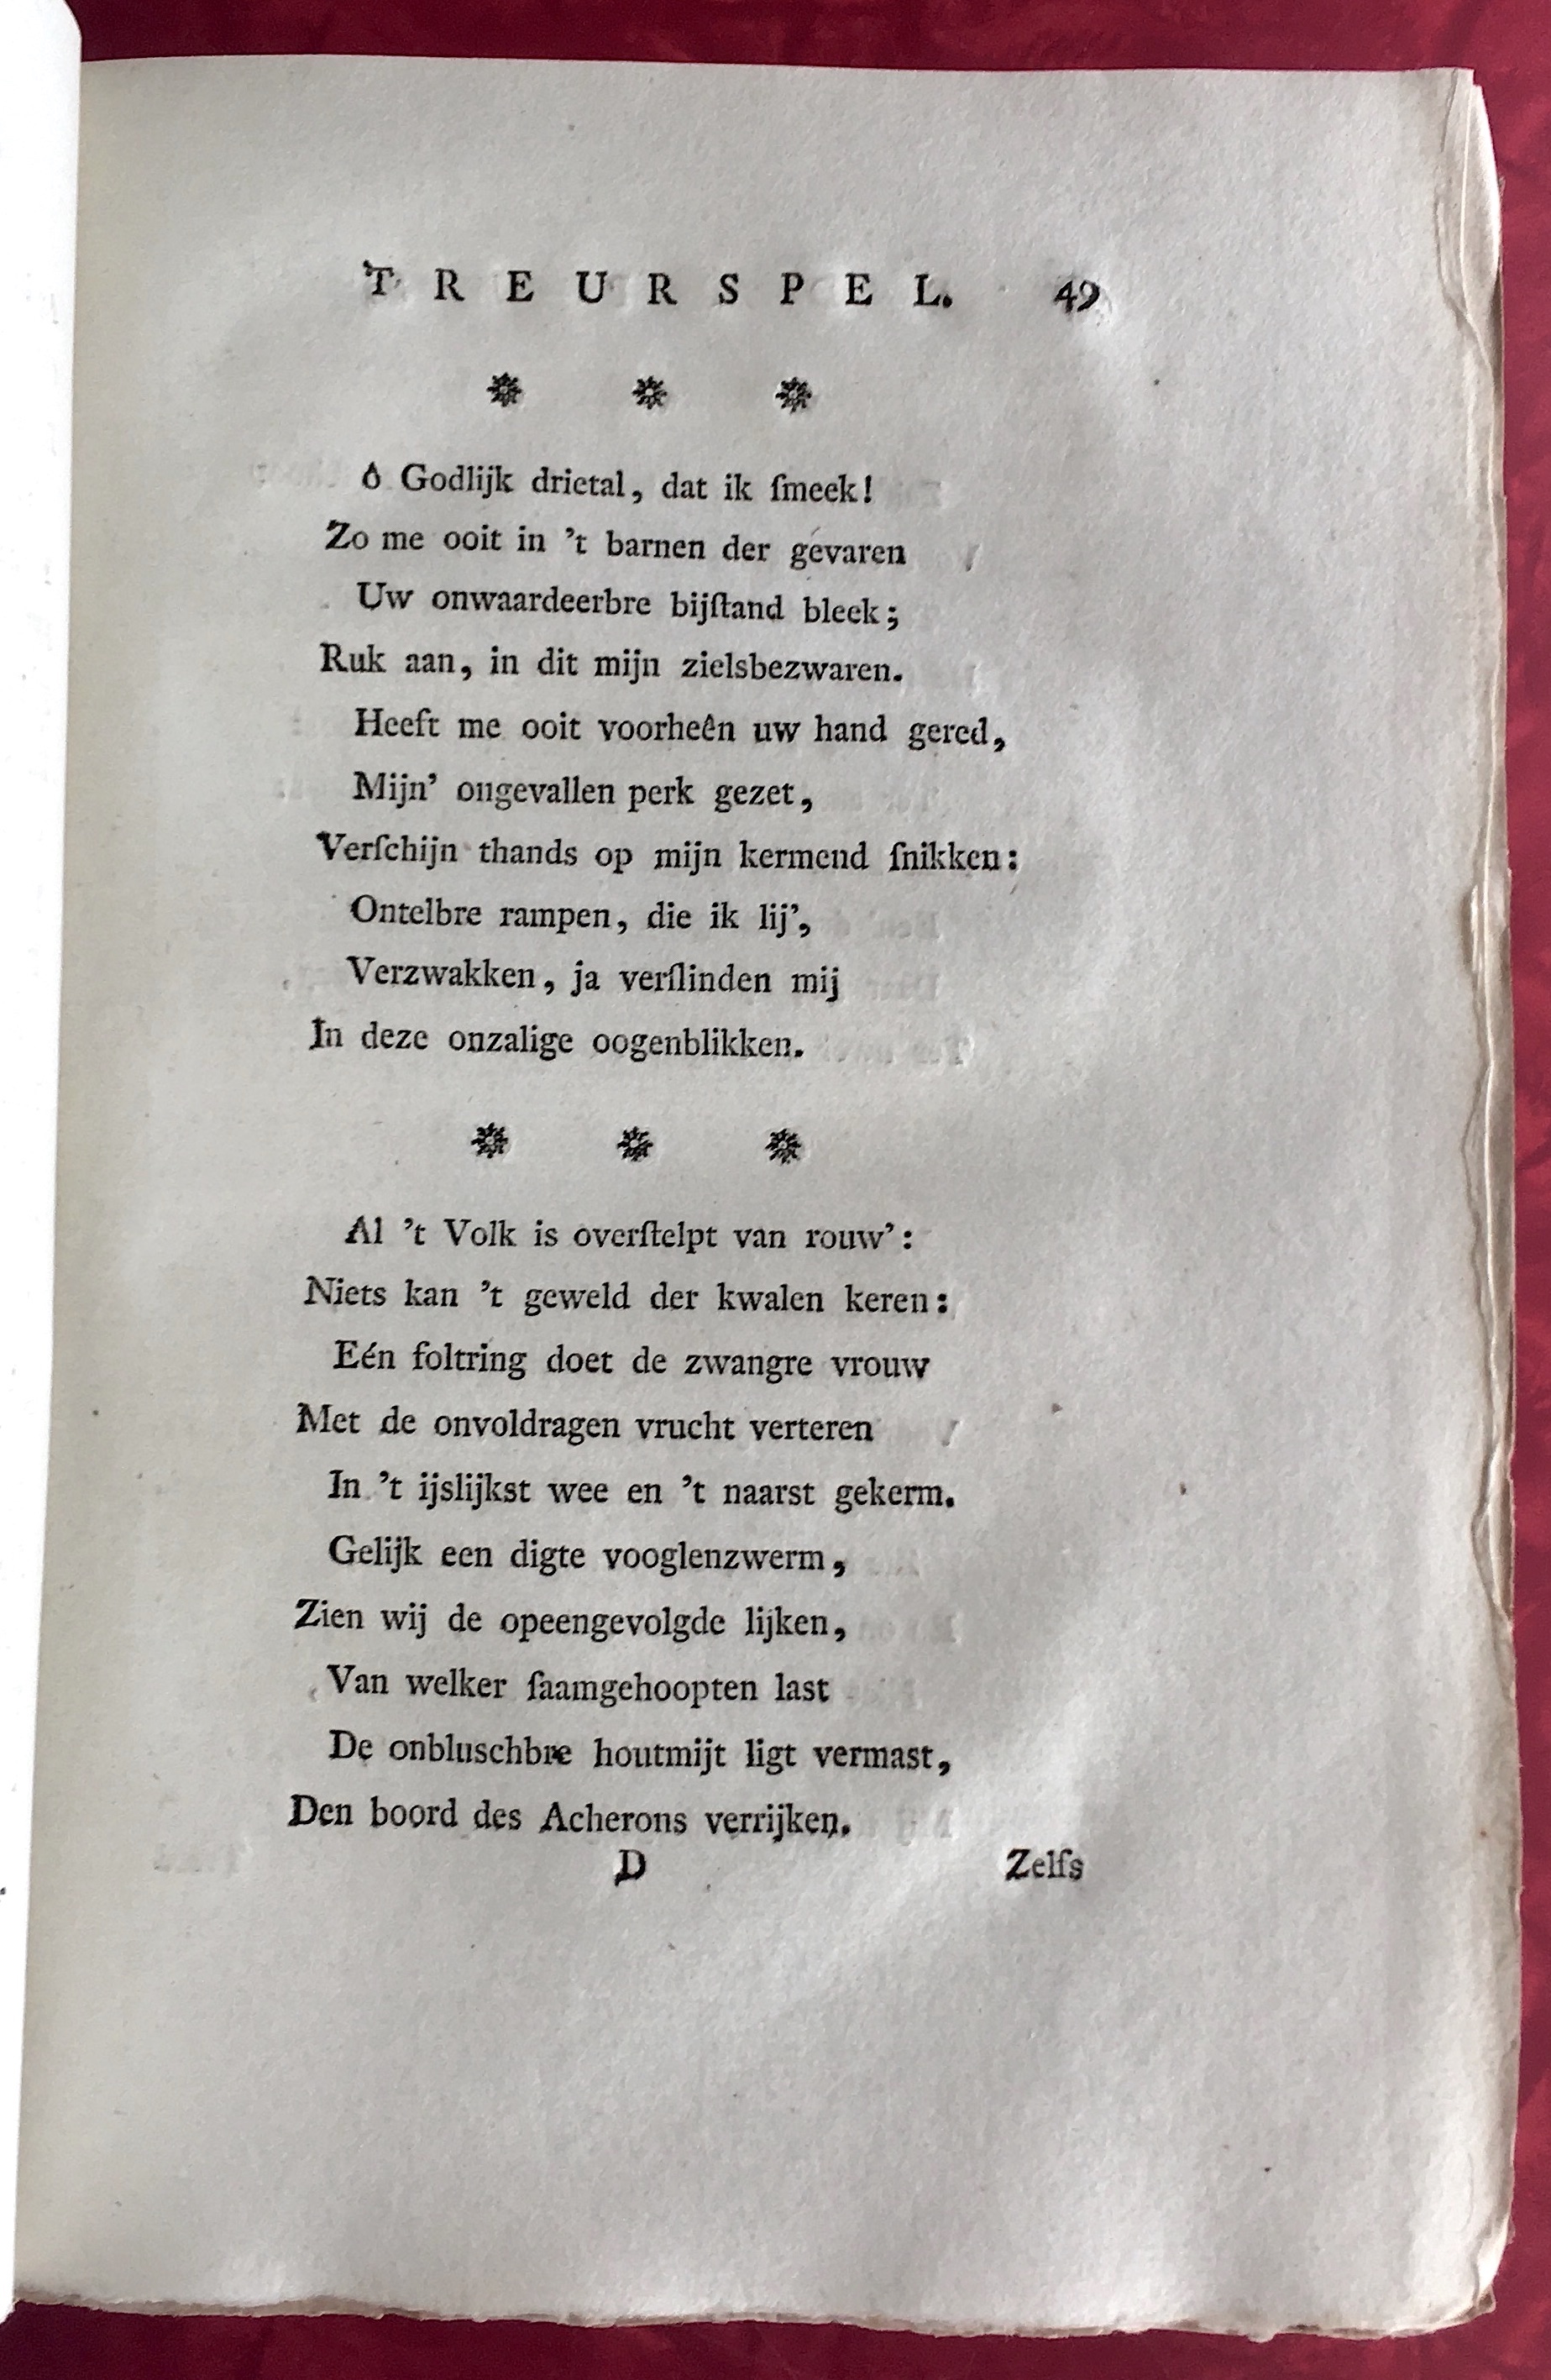 TREURSPEL. 49
ô Godlijk drietal, dat ik ſmeek!
Zo me ooit in 't barnen der gevaren
Uw onwaardeerbre bijſtand bleek;
Ruk aan, in dit mijn zielsbezwaren.
Heeft me ooit voorheên uw hand gered,
Mijn' ongevallen perk gezet,
Verſchijn thands op mijn kermend ſnikken:
Ontelbre rampen, die ik lij',
Verzwakken, ja verſlinden mij
In deze onzalige oogenblikken.
Al 't Volk is overſtelpt van rouw':
Niets kan 't geweld der kwalen keren:
Eén foltring doet de zwangre vrouw
Met de onvoldragen vrucht verteren
In 't ijslijkst wee en 't naarst gekerm.
Gelijk een digte vooglenzwerm,
Zien wij de opeengevolgde lijken,
Van welker ſaamgehoopten last
De onbluschbre houtmijt ligt vermast,
Den boord des Acherons verrijken.
D Zelfs